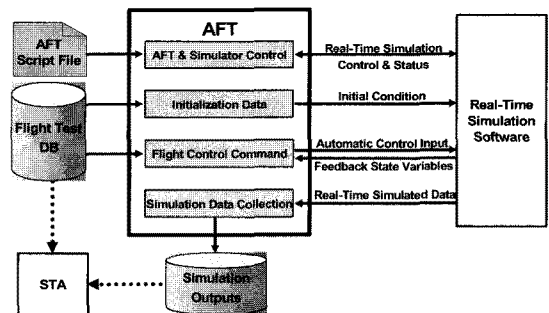 AFT
Script File
AFT
AFT & Simulator Control
Real-Time Simulation
Control & Status
Initialization Data
Initial Condition
Real-Time
Simulation
Software
Flight Test
DB
Flight Control Command
Automatic Control Input
Feedback State Variables
Simulation Data Collection
Real-Time Simulated Data
STA
Simulation
Outputs